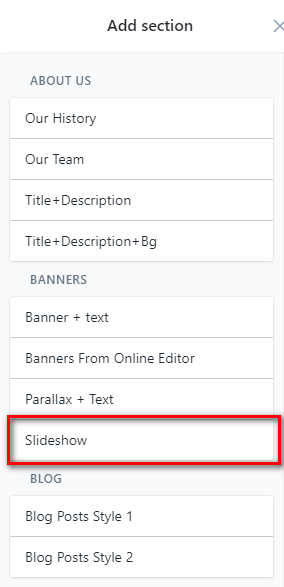 Add section
ABOUT US
Our History
Our Team
Title+Description
Title+Description+Bg
BANNERS
Banner + text
Banners From Online Editor
Parallax + Text
Slideshow
BLOG
Blog Posts Style 1
Blog Posts Style 2